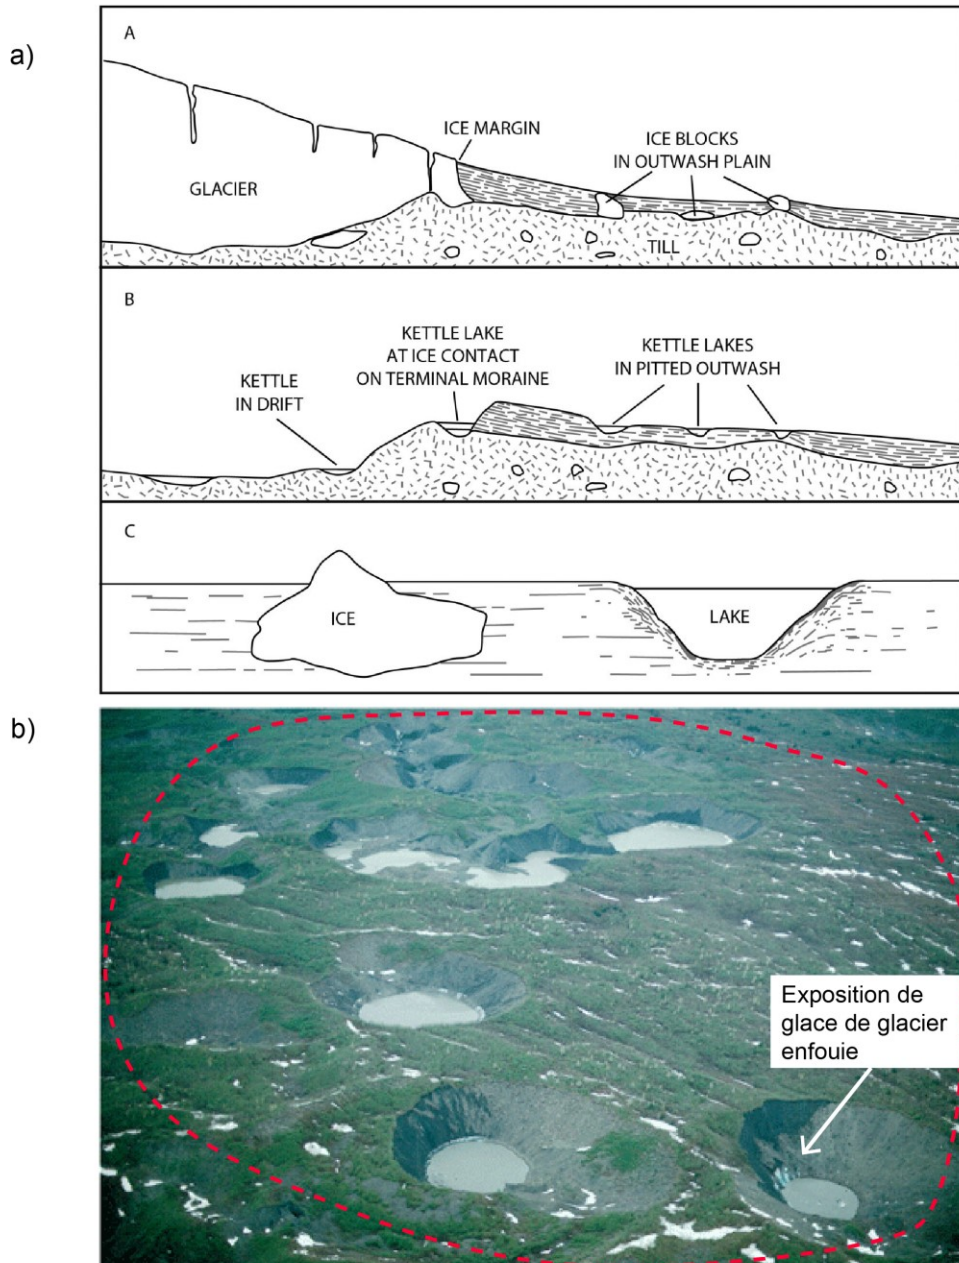 a)
A
ICE MARGIN
ICE BLOCKS
IN OUTWASH PLAIN
GLACIER
TILL
B
KETTLE LAKE
AT ICE CONTACT
ON TERMINAL MORAINE
KETTLE LAKES
IN PITTED OUTWASH
KETTLE
IN DRIFT
C
ICE
LAKE
b)
Exposition de
glace de glacier
enfouie